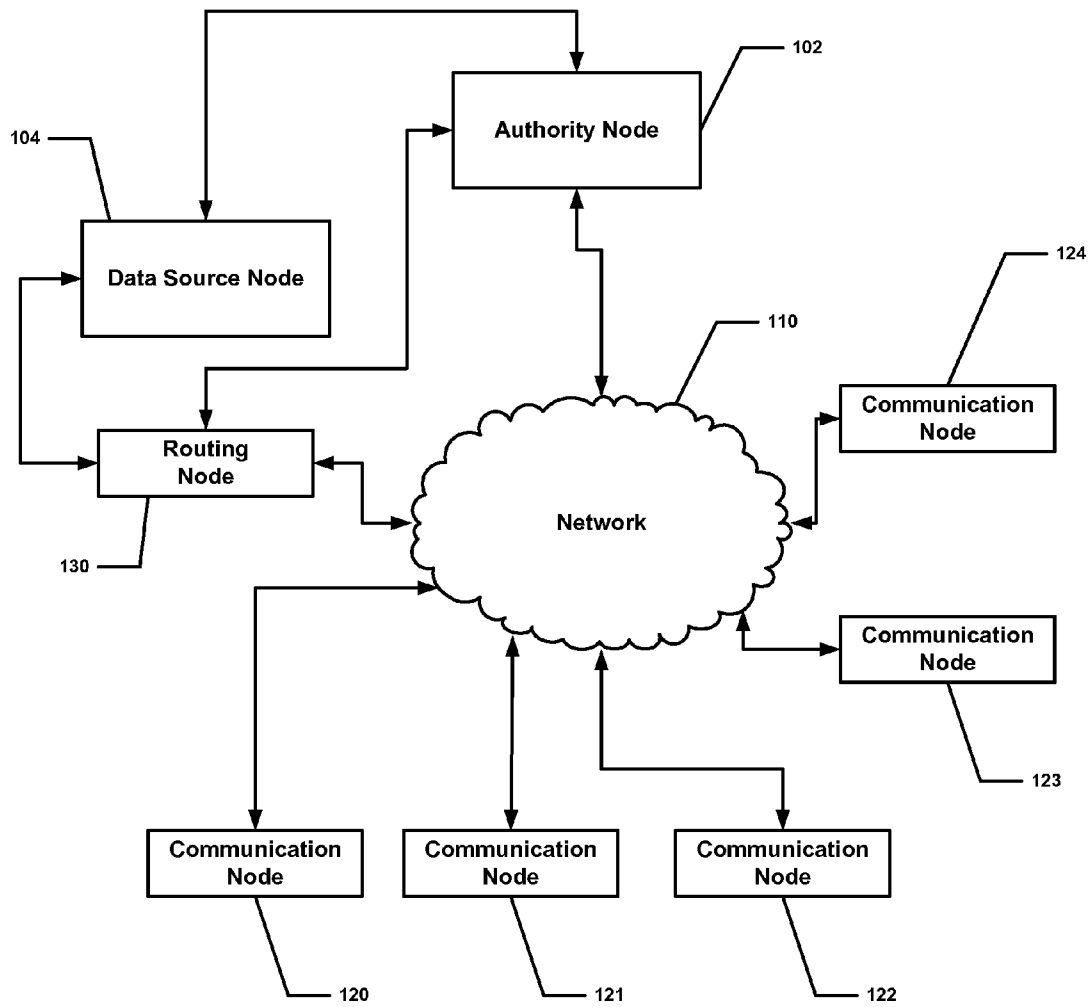 102
Authority Node
104
Data Source Node
124
110
Communication
Node
Routing
Node
Network
130
Communication
Node
123
Communication
Node
Communication
Node
Communication
Node
120
121
122